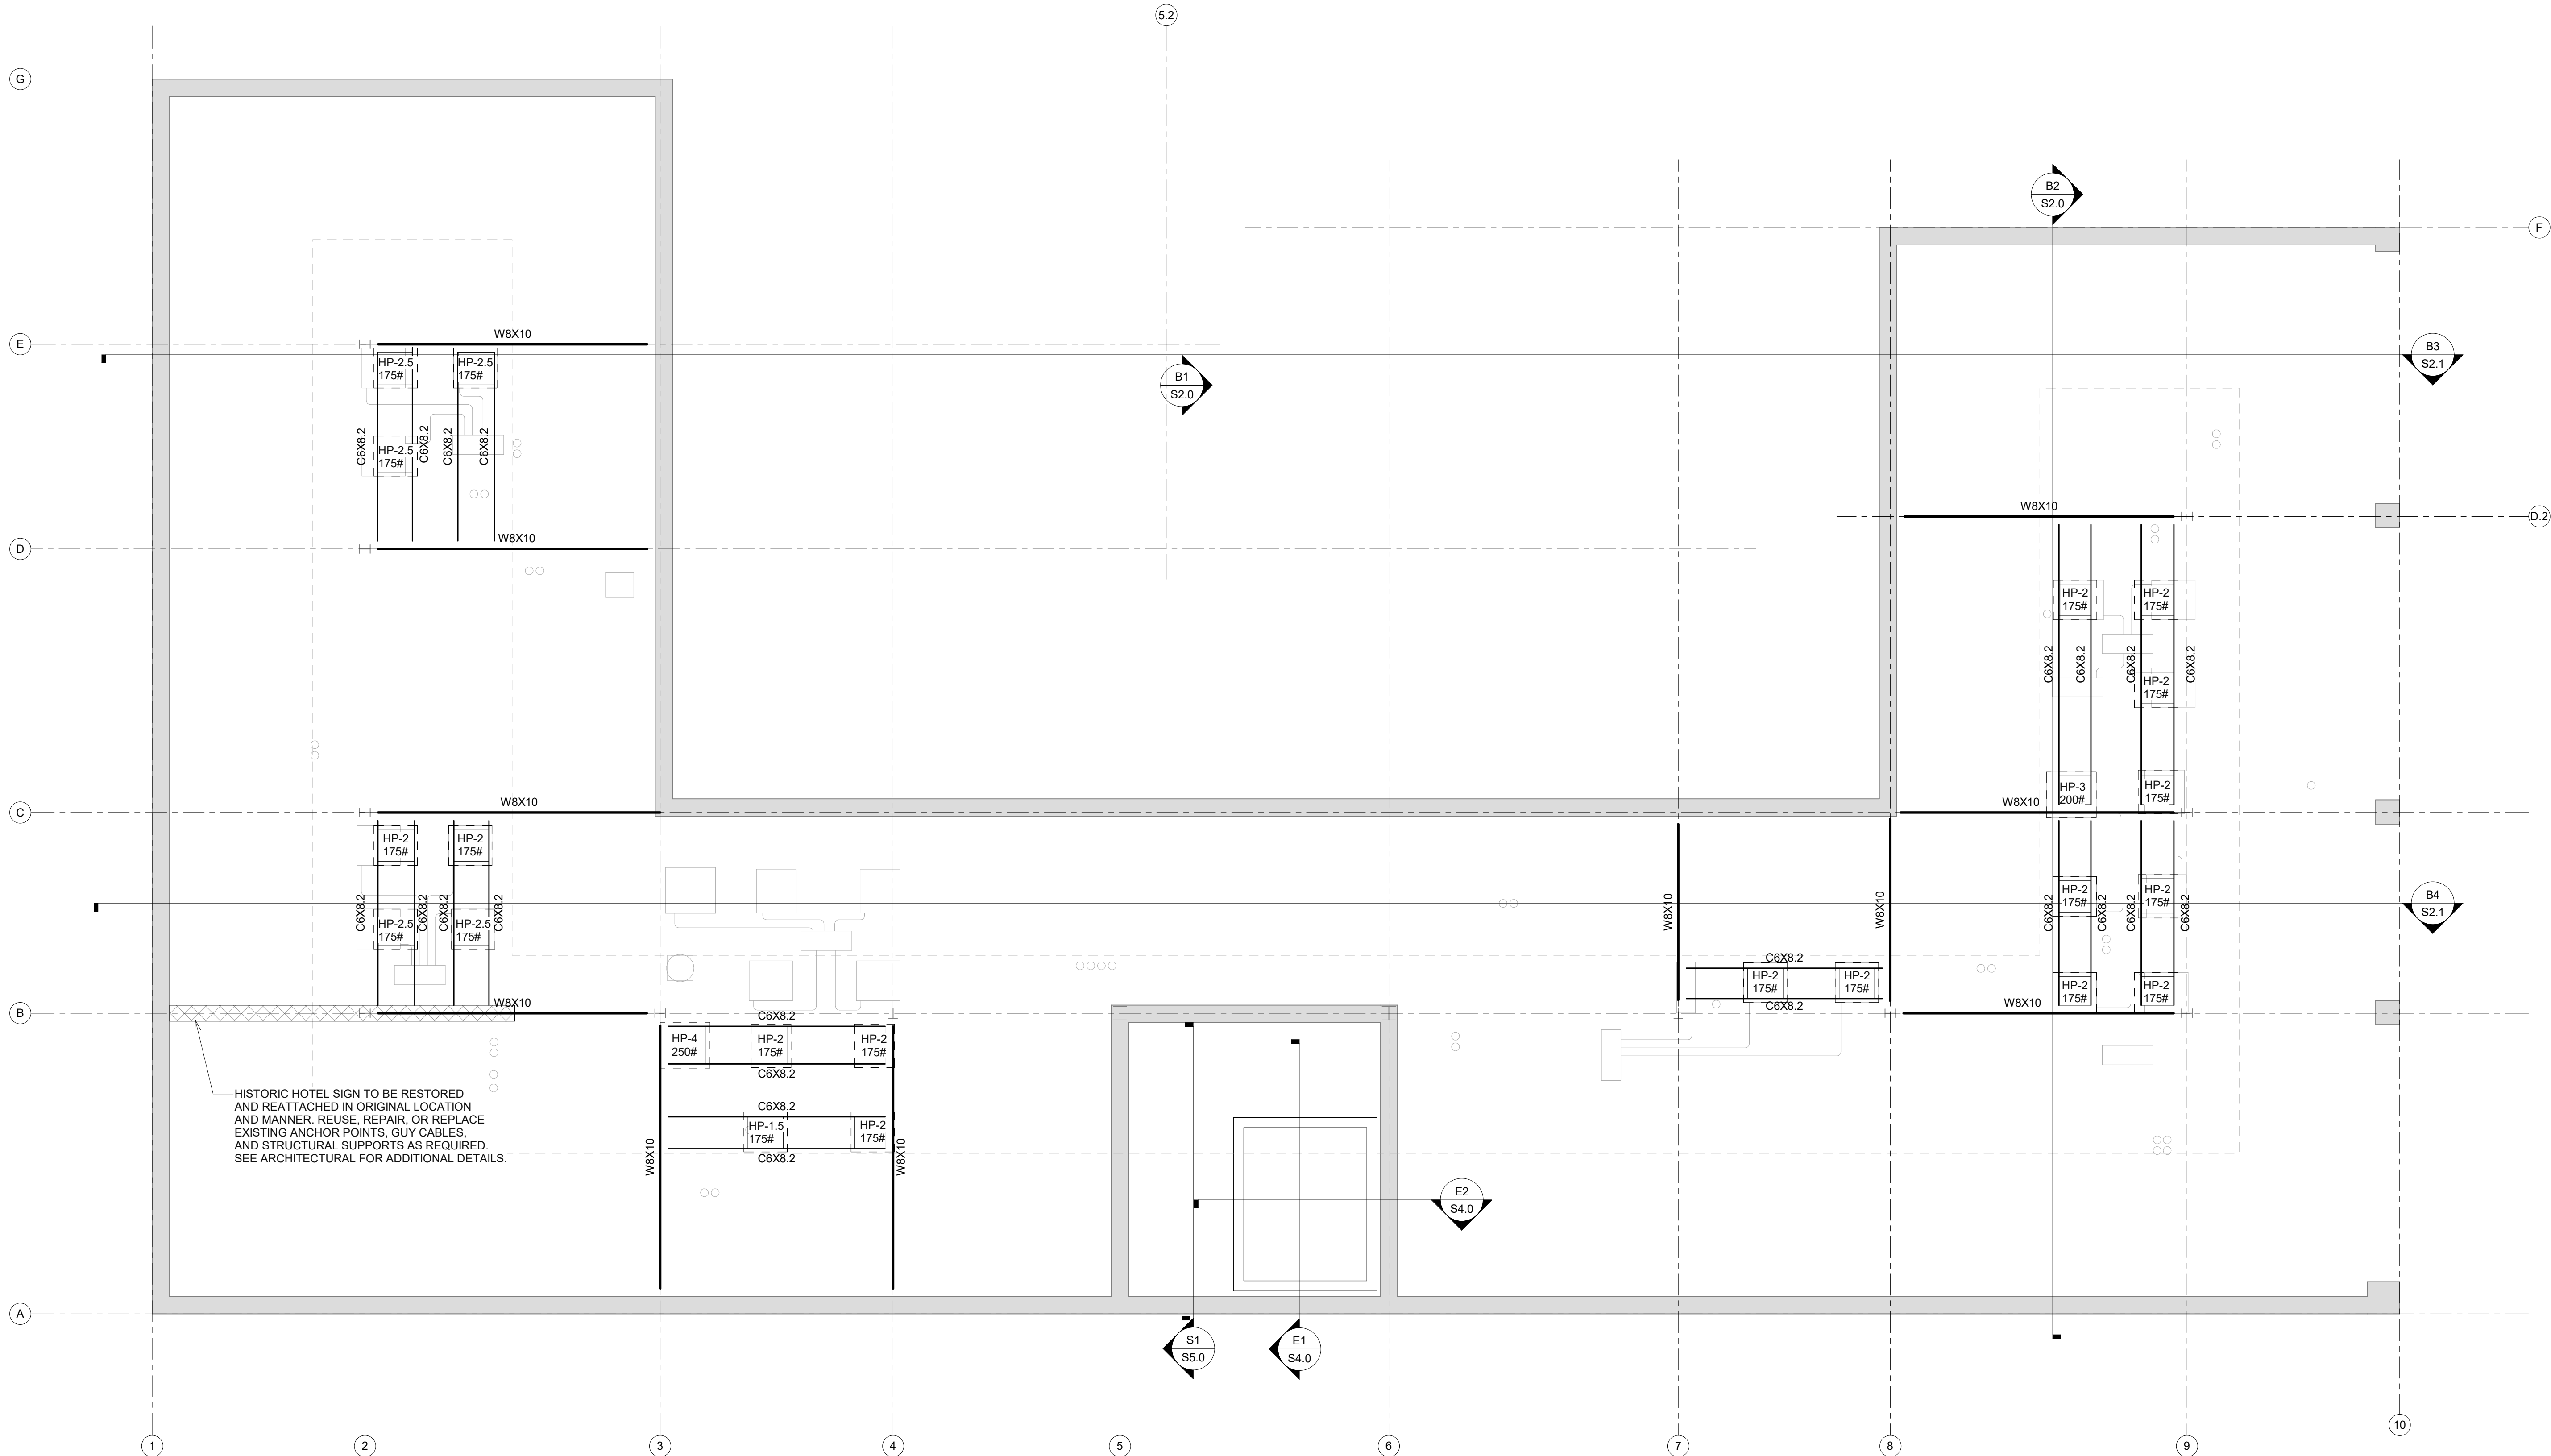 5.2
G
B2
S2.0
F
W8X10
E
B3
S2.1
HP-2.5
175#
HP-2.5
175#
B1
S2.0
C6X8.2
C6X8.2
C6X8.2
C6X8.2
HP-2.5
175#
W8X10
D.2
W8X10
D
HP-2
175#
HP-2
175#
C6X8.2
C6X8.2
C6X8.2
C6X8.2
HP-2
175#
HP-3
200#
HP-2
175#
W8X10
W8X10
C
HP-2
175#
HP-2
175#
C6X8.2
C6X8.2
C6X8.2
C6X8.2
HP-2.5
175#
HP-2.5
175#
W8X10
W8X10
HP-2
175#
HP-2
175#
C6X8.2
C6X8.2
C6X8.2
C6X8.2
B4
S2.1
C6X8.2
HP-2
175#
HP-2
175#
C6X8.2
HP-2
175#
HP-2
175#
W8X10
W8X10
B
C6X8.2
HP-4
250#
HP-2
175#
HP-2
175#
C6X8.2
C6X8.2
HP-1.5
175#
HP-2
175#
C6X8.2
W8X10
W8X10
HISTORIC HOTEL SIGN TO BE RESTORED
AND REATTACHED IN ORIGINAL LOCATION
AND MANNER. REUSE, REPAIR, OR REPLACE
EXISTING ANCHOR POINTS, GUY CABLES,
AND STRUCTURAL SUPPORTS AS REQUIRED.
SEE ARCHITECTURAL FOR ADDITIONAL DETAILS.
E2
S4.0
A
S1
S5.0
E1
S4.0
1
2
3
4
5
6
7
8
9
10